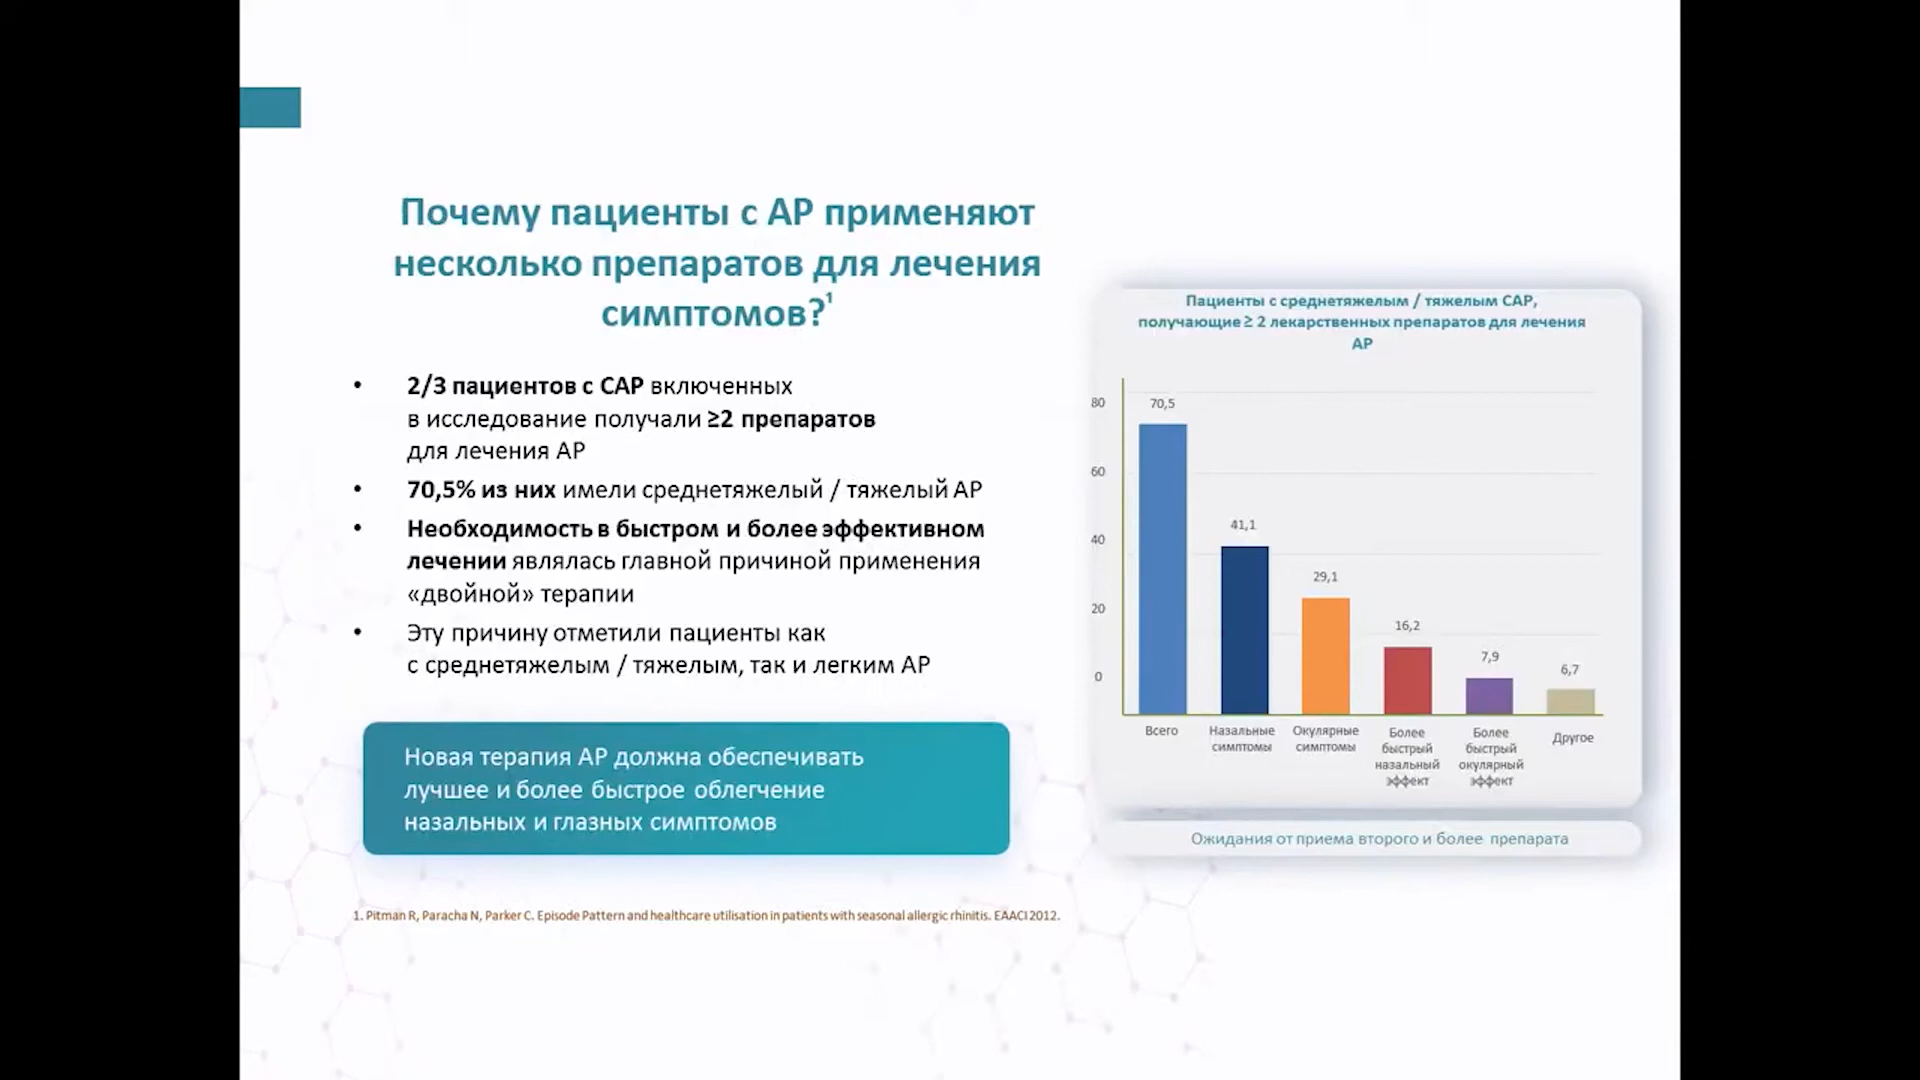 Почему пациенты с АР применяют
несколько препаратов для лечения
симптомов?¹
• 2/3 пациентов с САР включенных
в исследование получали ≥2 препаратов
для лечения АР
• 70,5% из них имели среднетяжелый / тяжелый АР
• Необходимость в быстром и более эффективном
лечении являлась главной причиной применения
«двойной» терапии
• Эту причину отметили пациенты как
с среднетяжелым / тяжелым, так и легким АР
Новая терапия АР должна обеспечивать
лучшее и более быстрое облегчение
назальных и глазных симптомов
1. Pitman R, Paracha N, Parker C. Episode Pattern and healthcare utilisation in patients with seasonal allergic rhinitis. EAACI 2012.
Пациенты с среднетяжелым / тяжелым САР,
получающие ≥ 2 лекарственных препаратов для лечения
АР
80
60
40
20
0
70,5
41,1
29,1
16,2
7,9
6,7
Всего
Назальные
симптомы
Окулярные
симптомы
Более
быстрый
назальный
эффект
Более
быстрый
окулярный
эффект
Другое
Ожидания от приема второго и более препарата